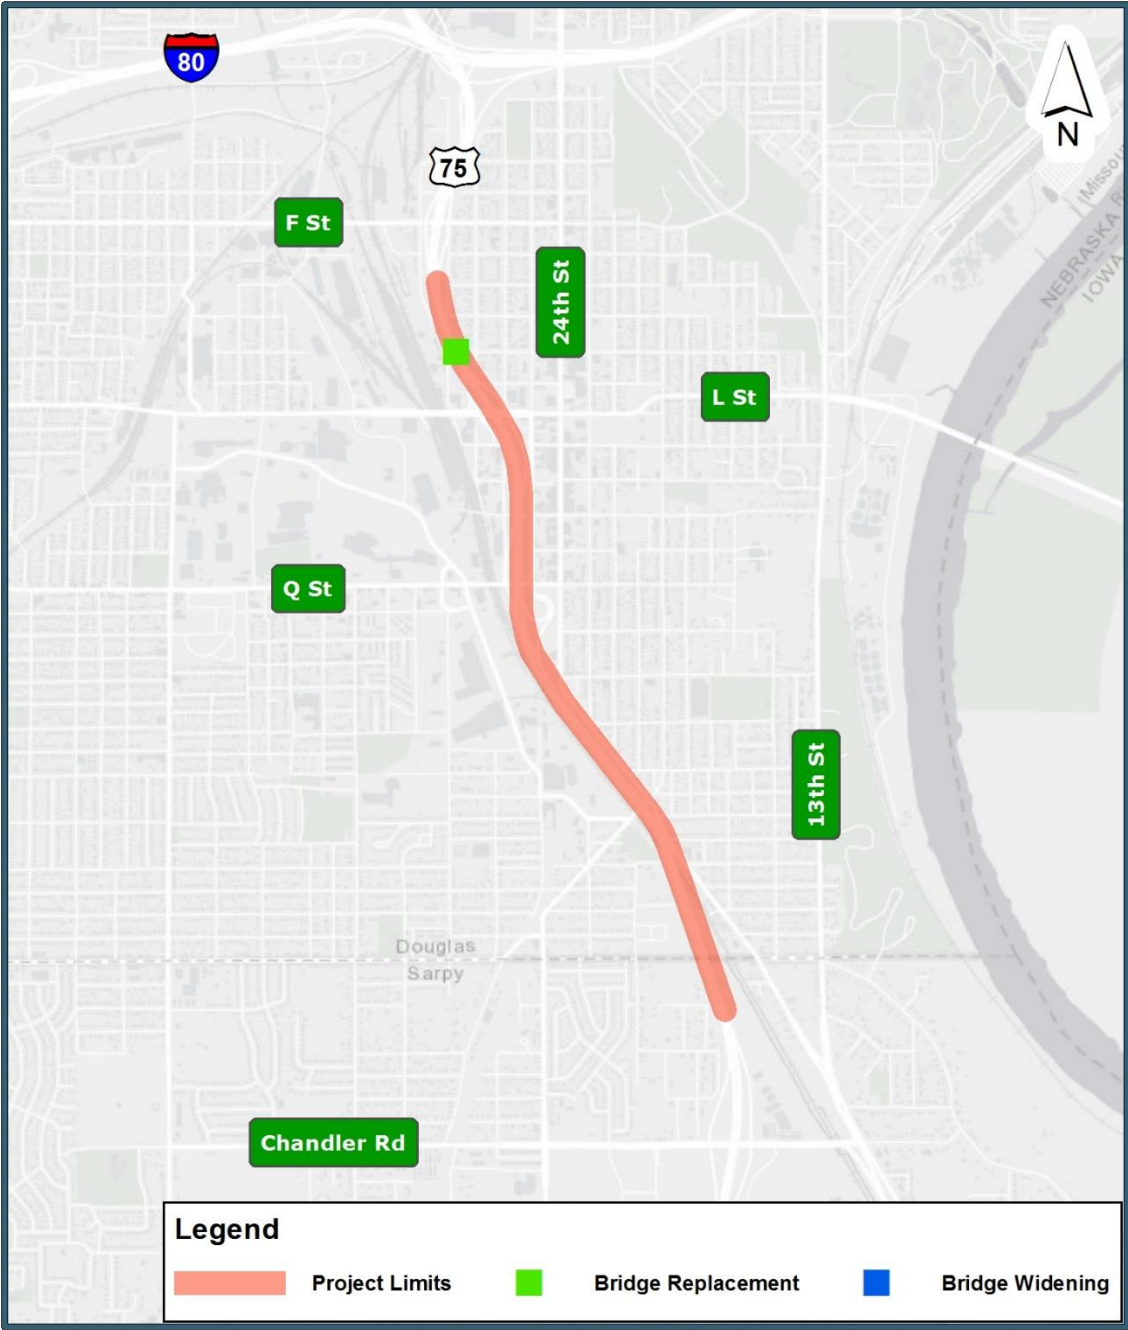 80
N
75
Missou
NEBRASKA
IOWA
F St
24th St
L St
Q St
13th St
Douglas
Sarpy
Chandler Rd
Legend
Project Limits
Bridge Replacement
Bridge Widening